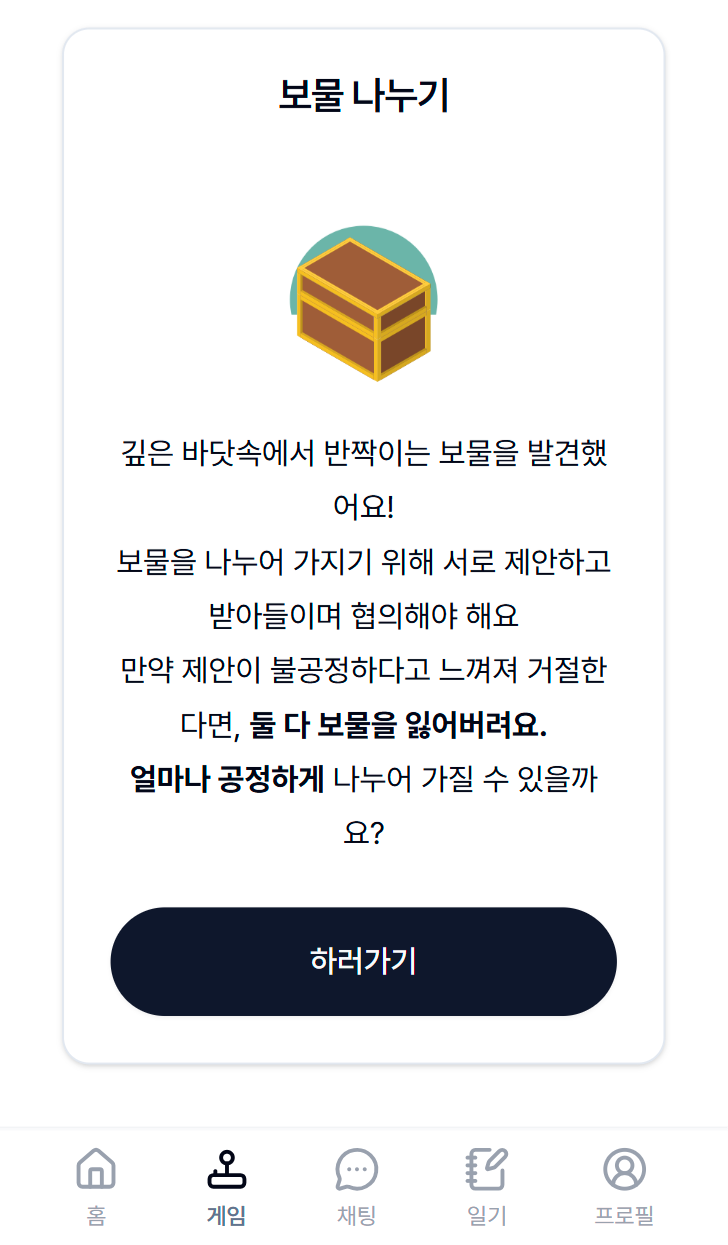 보물 나누기
깊은 바닷속에서 반짝이는 보물을 발견했
어요!
보물을 나누어 가지기 위해 서로 제안하고
받아들이며 협의해야 해요
만약 제안이 불공정하다고 느껴져 거절한
다면, 둘 다 보물을 잃어버려요.
얼마나 공정하게 나누어 가질 수 있을까
요?
하러가기
홈 게임 채팅 일기 프로필